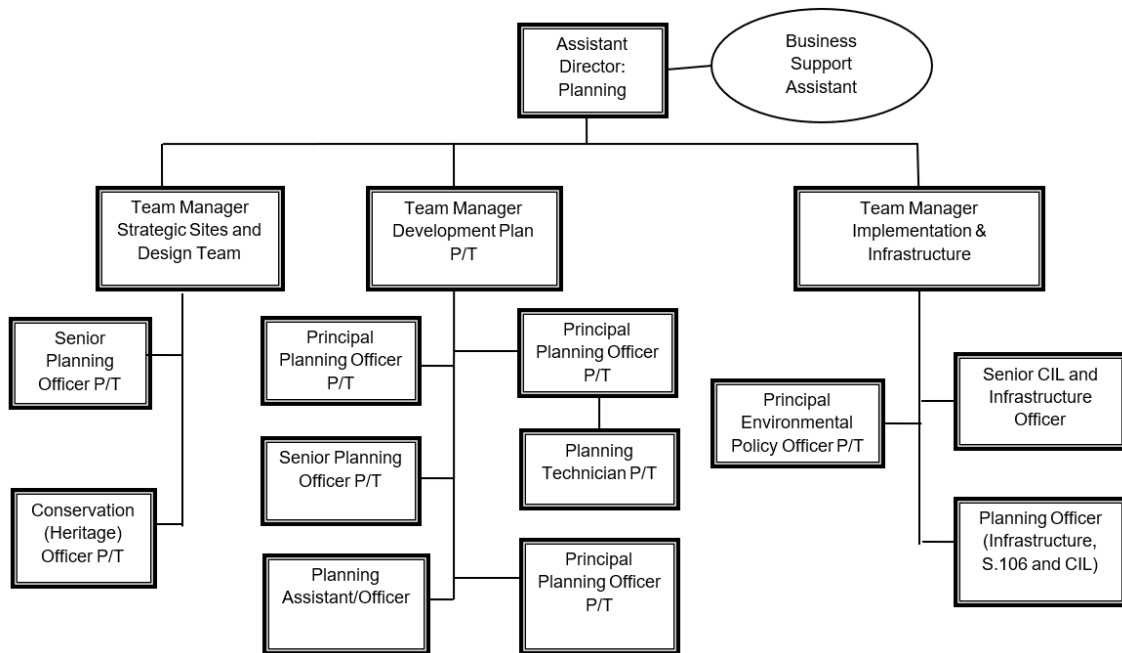 Assistant
Director:
Planning
Business
Support
Assistant
Team Manager
Strategic Sites and
Design Team
Team Manager
Development Plan
P/T
Team Manager
Implementation &
Infrastructure
Senior
Planning
Officer P/T
Principal
Planning Officer
P/T
Principal
Planning Officer
P/T
Principal
Environmental
Policy Officer P/T
Senior CIL and
Infrastructure
Officer
Senior Planning
Officer P/T
Planning
Technician P/T
Conservation
(Heritage)
Officer P/T
Planning
Assistant/Officer
Principal
Planning Officer
P/T
Planning Officer
(Infrastructure,
S.106 and CIL)